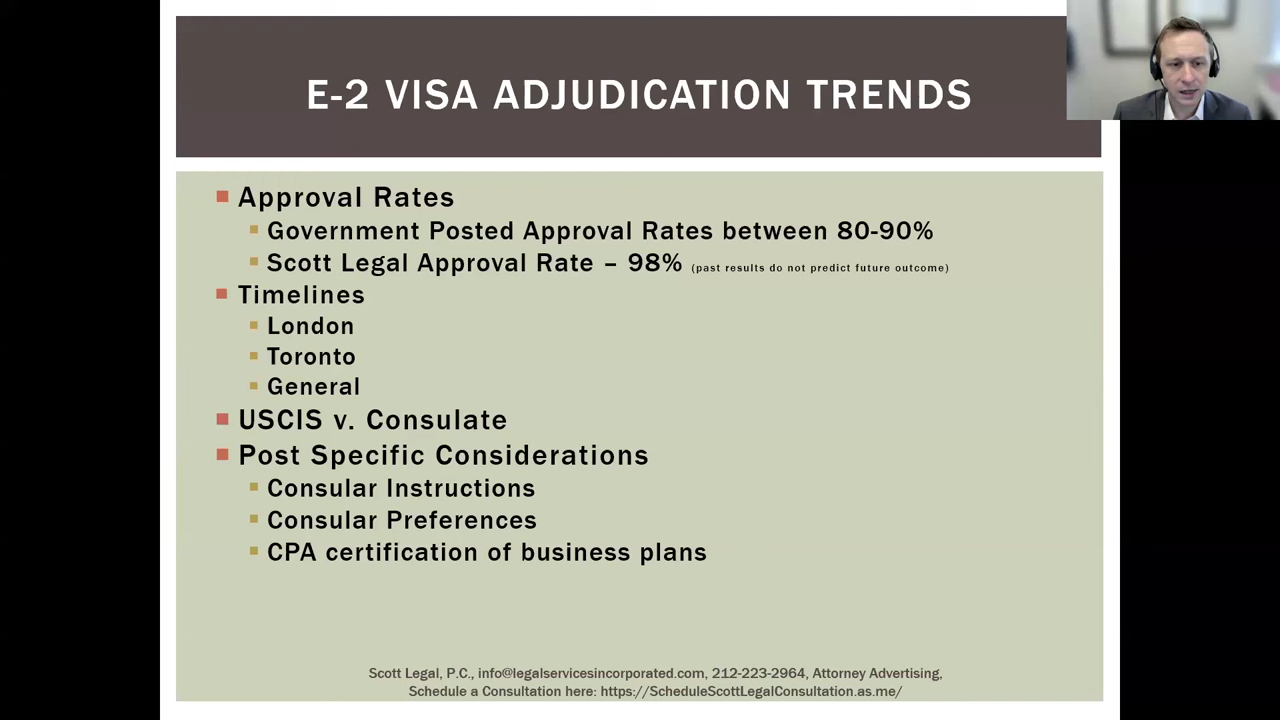 E-2 VISA ADJUDICATION TRENDS
Approval Rates
Government Posted Approval Rates between 80-90%
Scott Legal Approval Rate – 98% (past results do not predict future outcome)
Timelines
London
Toronto
General
USCIS v. Consulate
Post Specific Considerations
Consular Instructions
Consular Preferences
CPA certification of business plans
Scott Legal, P.C., info@legalservicesincorporated.com, 212-223-2964, Attorney Advertising,
Schedule a Consultation here: https://ScheduleScottLegalConsultation.as.me/